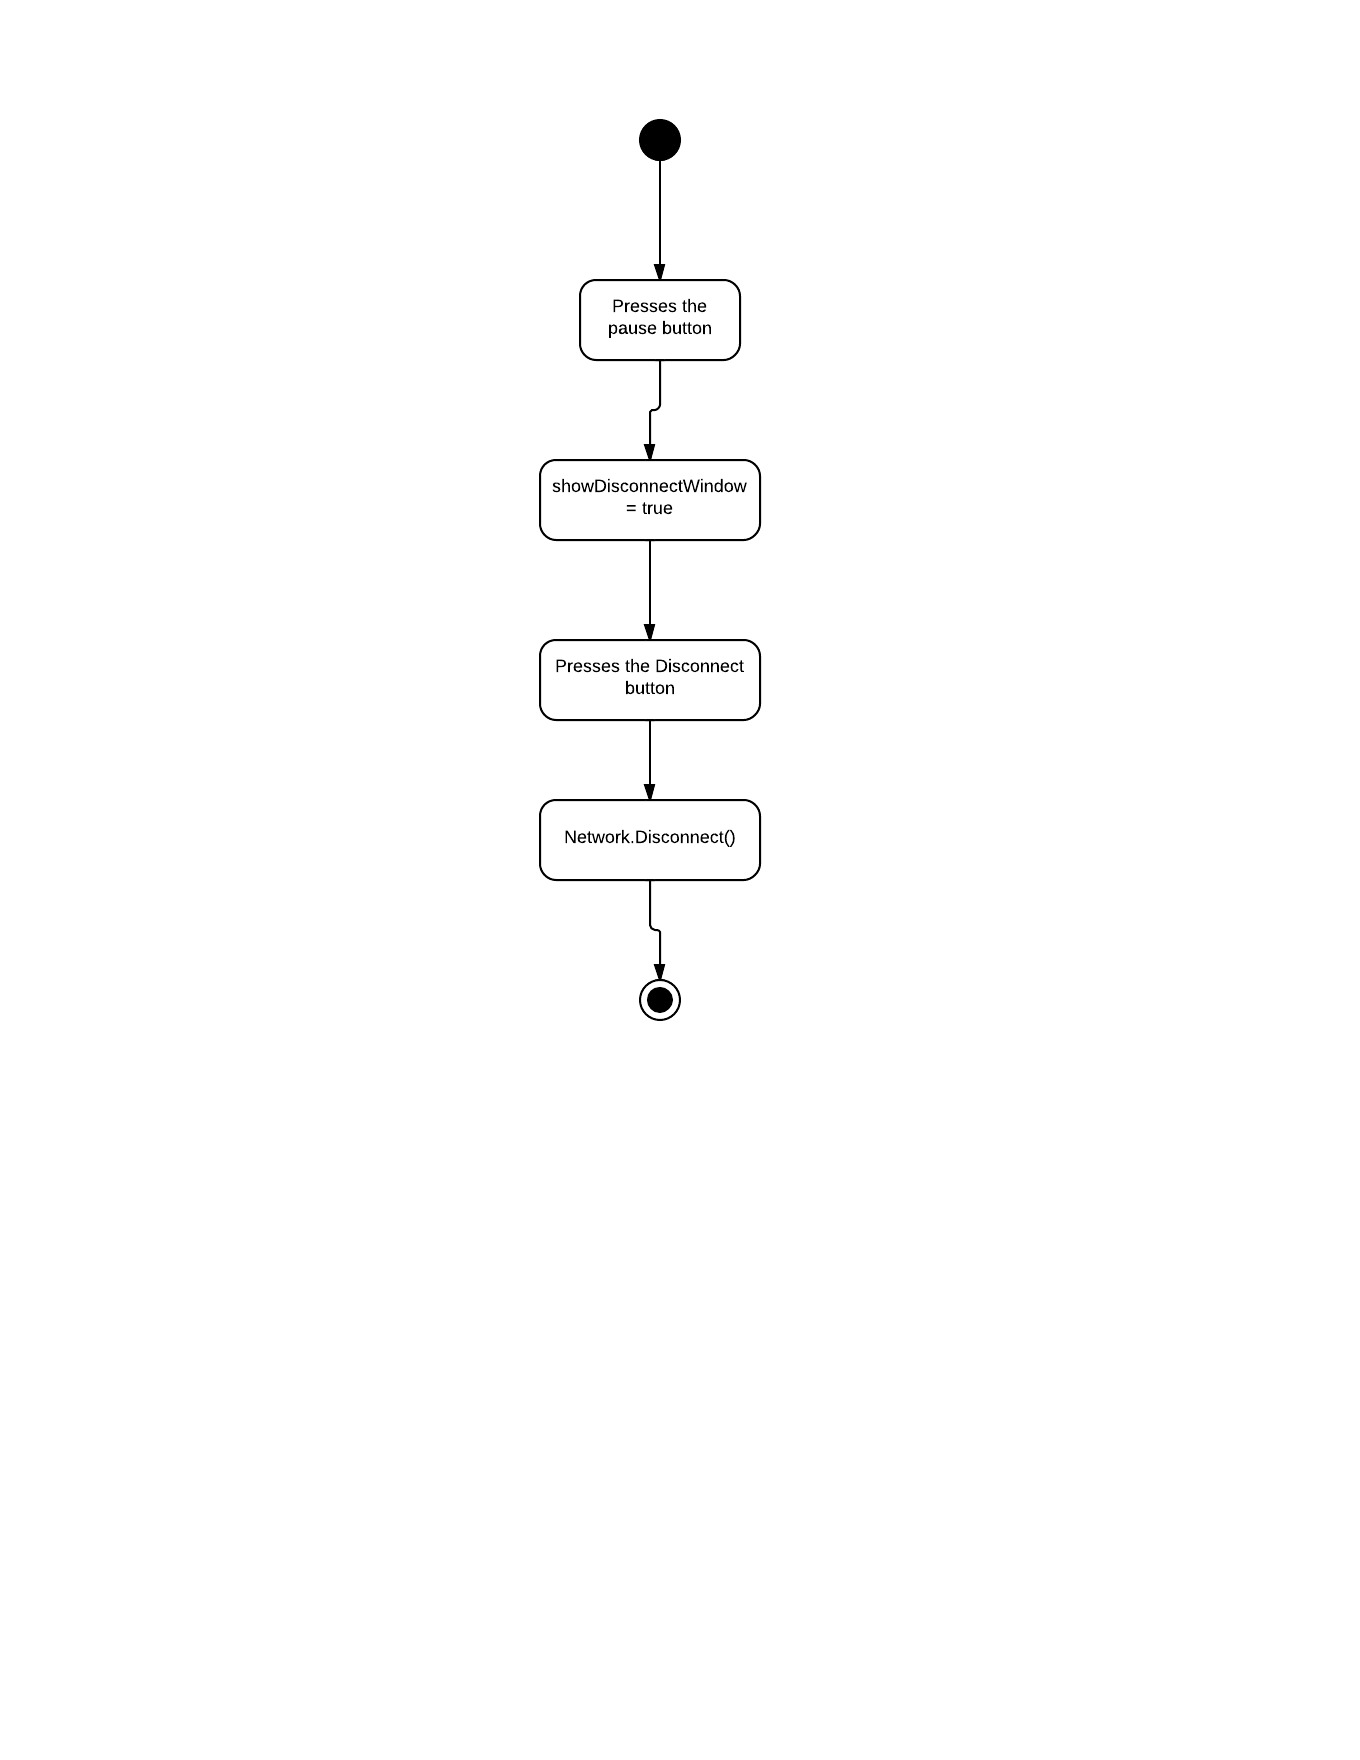 Presses the
pause button
showDisconnectWindow
= true
Presses the Disconnect
button
Network.Disconnect()